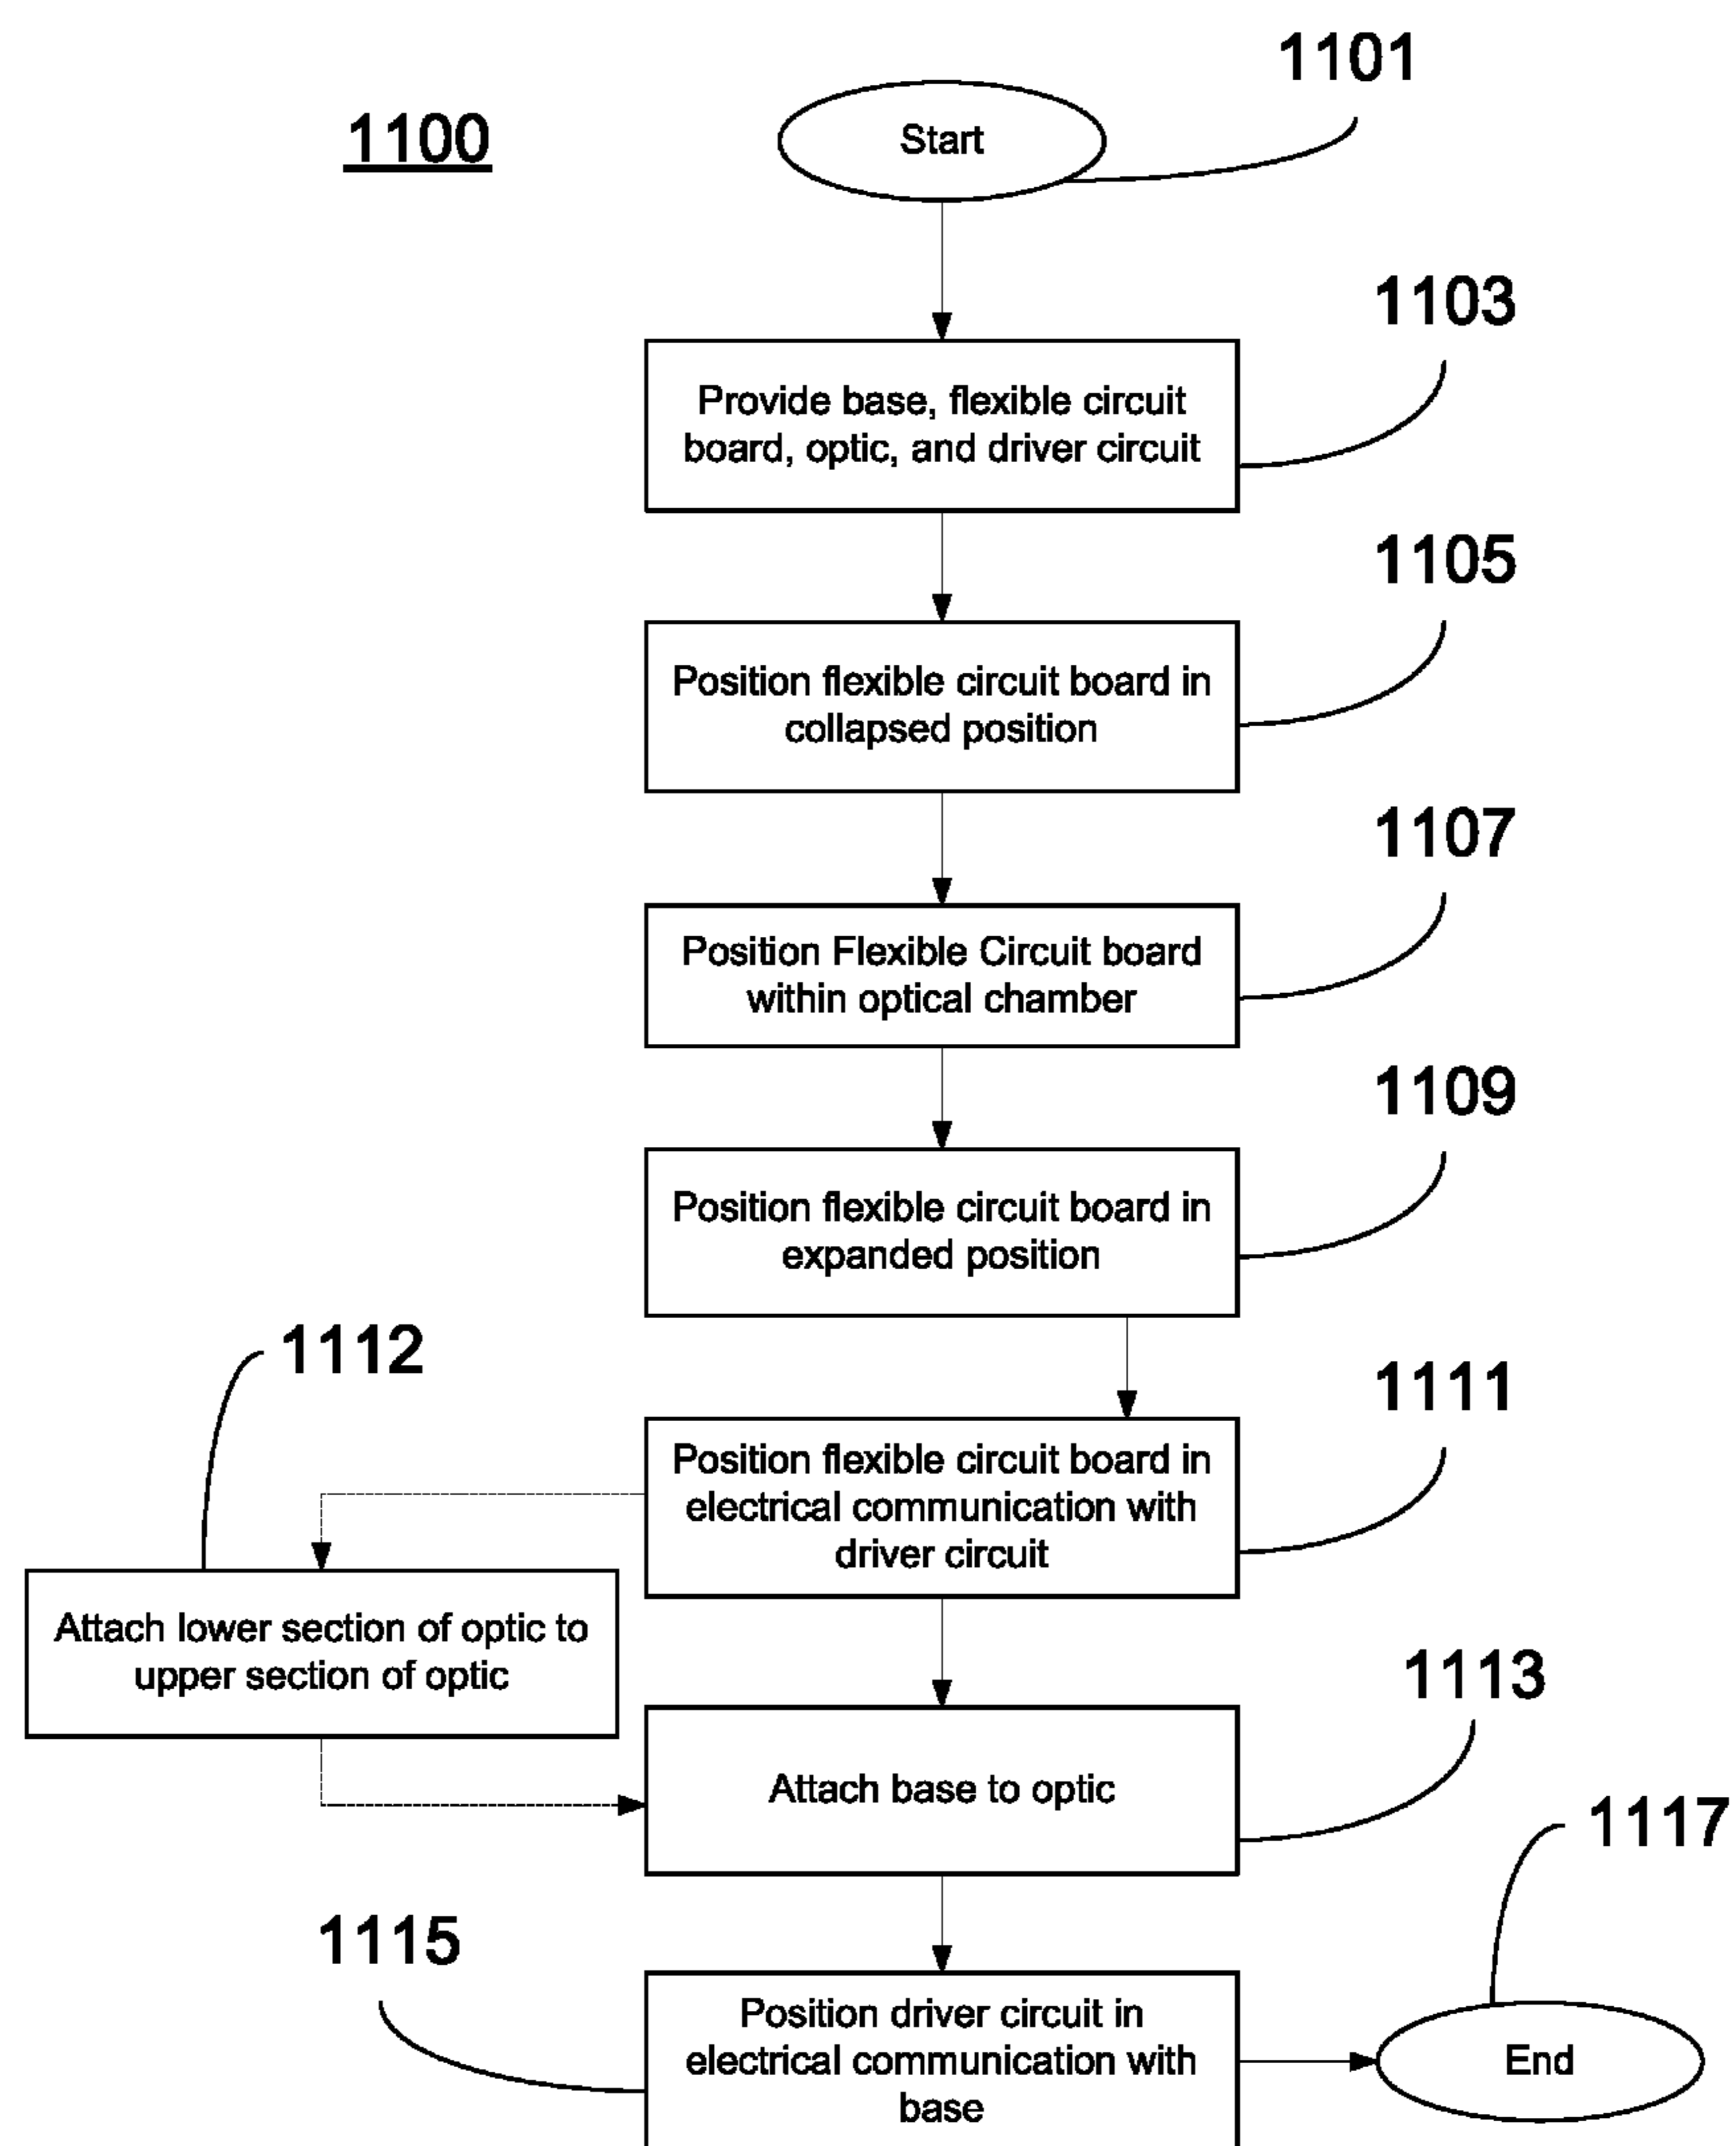 1101
1100
Start
1103
Provide base, flexible circuit
board, optic, and driver circuit
1105
Position flexible circuit board in
collapsed position
1107
Position Flexible Circuit board
within optical chamber
1109
Position flexible circuit board in
expanded position
1112
1111
Position flexible circuit board in
electrical communication with
driver circuit
Attach lower section of optic to
upper section of optic
1113
Attach base to optic
1117
1115
Position driver circuit in
electrical communication with
base
End